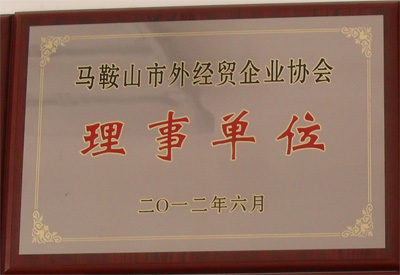 马鞍山市外经贸企业协会
理事单位
二〇一二年六月